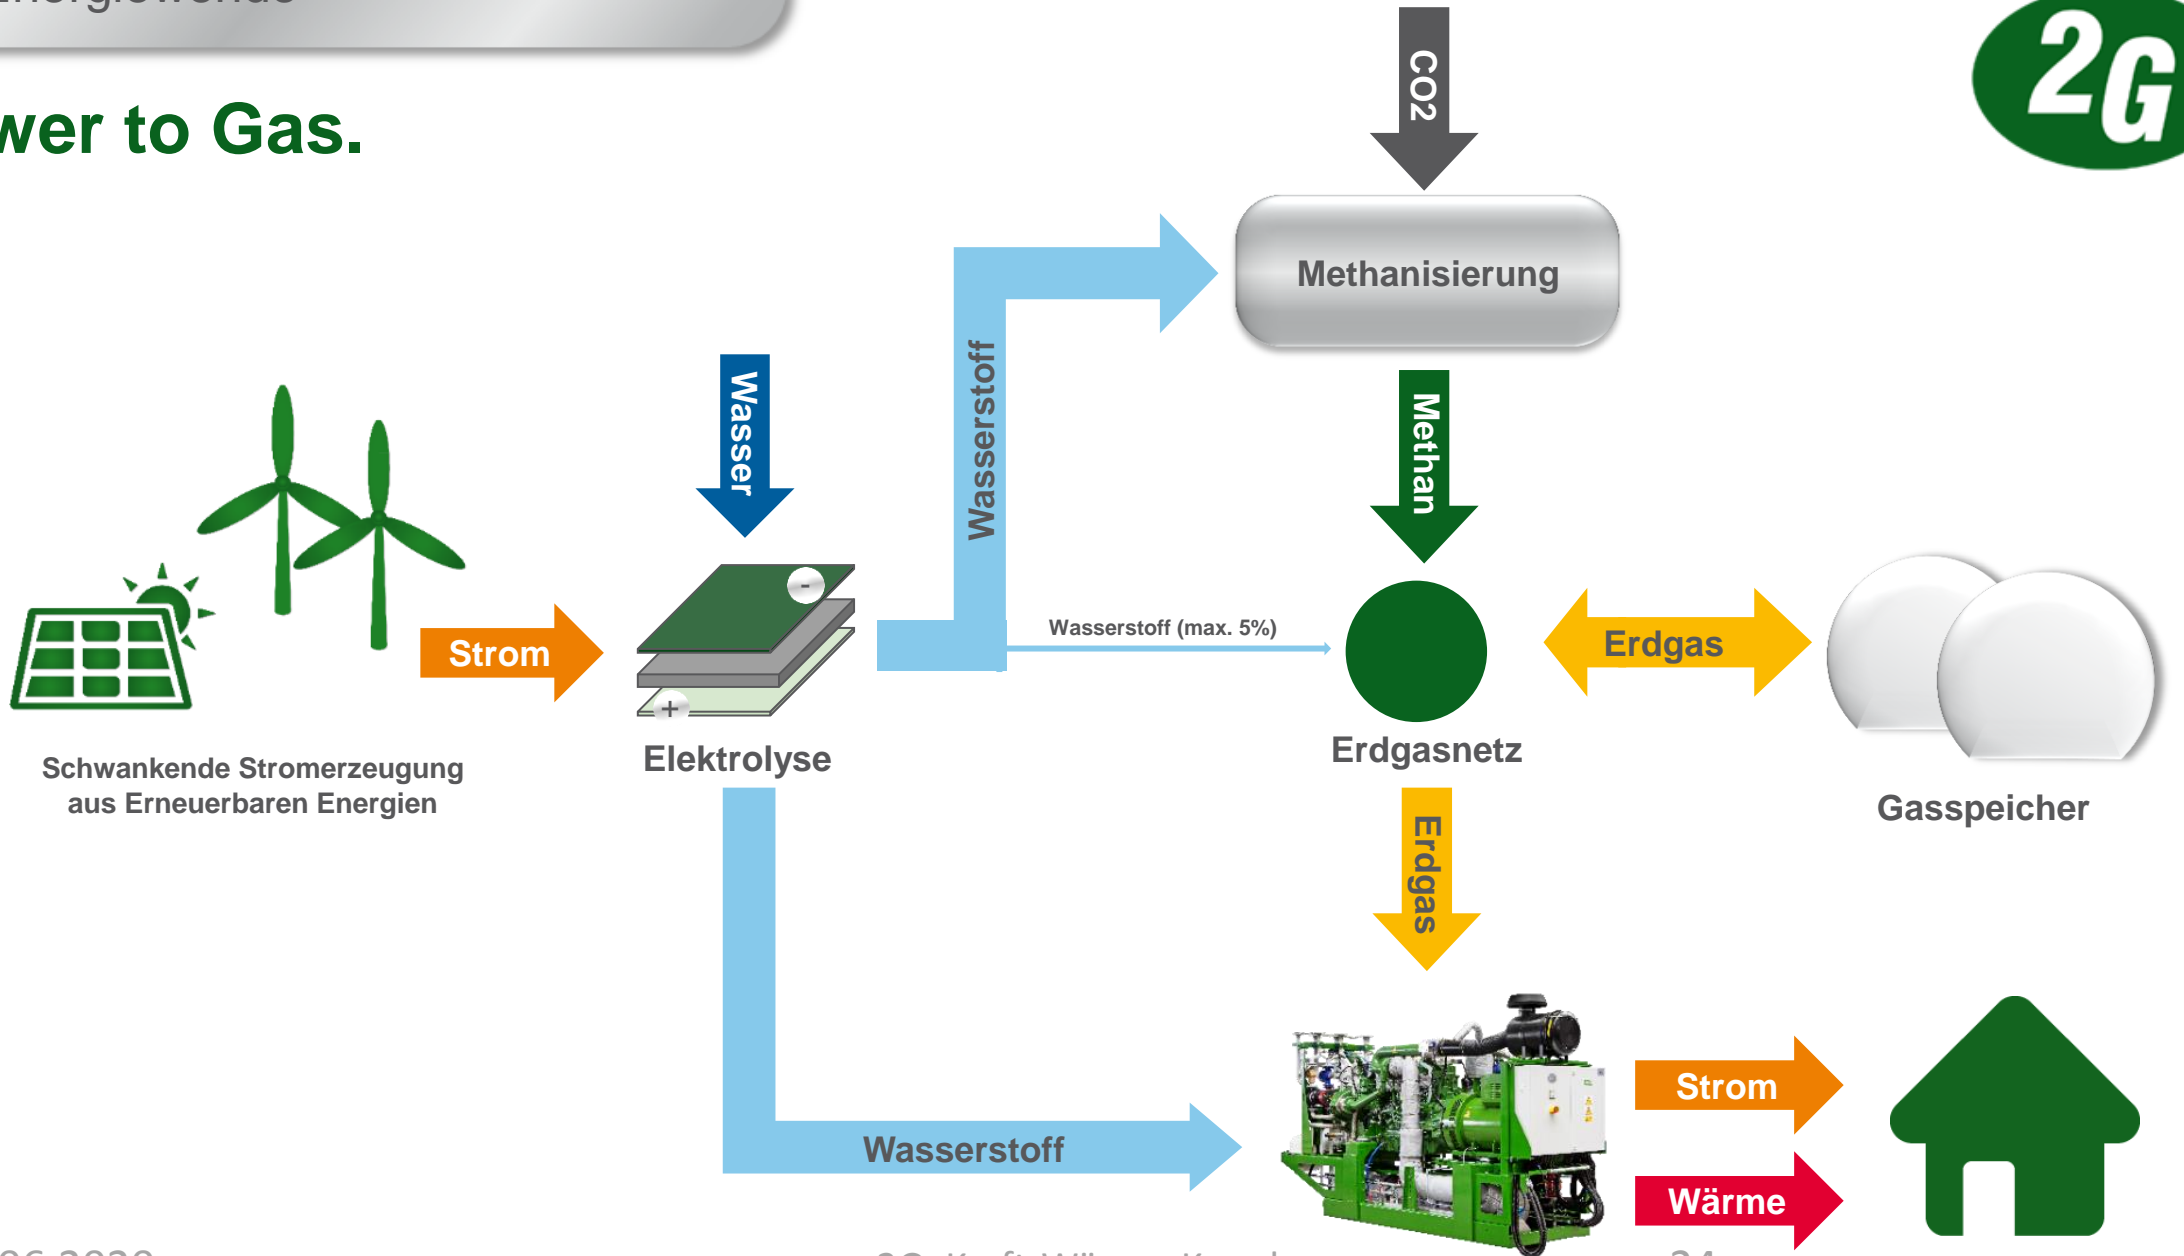 2G
wer to Gas.
CO2
Methanisierung
Wasserstoff
Wasser
Methan
-
+
Strom
Wasserstoff (max. 5%)
Erdgas
Elektrolyse
Erdgasnetz
Schwankende Stromerzeugung
aus Erneuerbaren Energien
Gasspeicher
Erdgas
Wasserstoff
Strom
Wärme